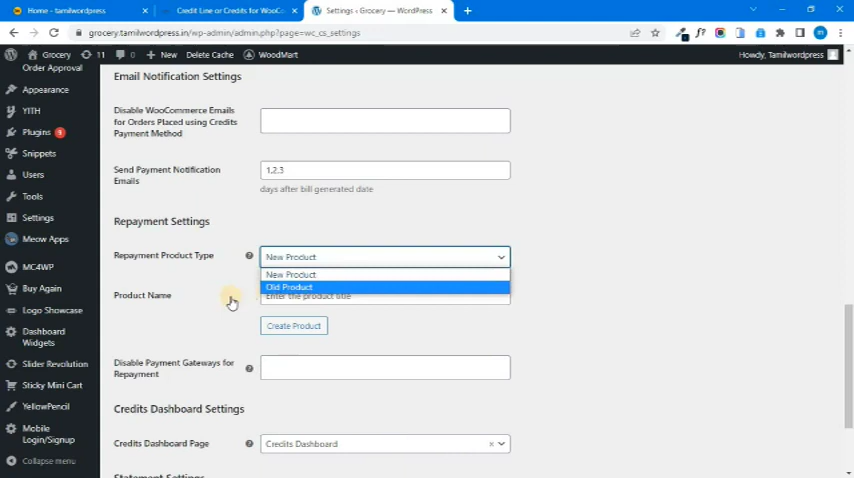 Home - tamilwordpress
Credit Line or Credits for WooCo
Settings ‹ Grocery — WordPress
grocery.tamilwordpress.in/wp-admin/admin.php?page=wc_cs_settings
Grocery
11
0
New
Delete Cache
WoodMart
Howdy, Tamilwordpress
Order Approval
Appearance
YITH
Plugins 9
Snippets
Users
Tools
Settings
Meow Apps
MC4WP
Buy Again
Logo Showcase
Dashboard
Widgets
Slider Revolution
Sticky Mini Cart
YellowPencil
Mobile
Login/Signup
Collapse menu
Email Notification Settings
Disable WooCommerce Emails
for Orders Placed using Credits
Payment Method
Send Payment Notification
Emails
1,2,3
days after bill generated date
Repayment Settings
Repayment Product Type
New Product
New Product
Old Product
Product Name
Enter the product title
Create Product
Disable Payment Gateways for
Repayment
Credits Dashboard Settings
Credits Dashboard Page
Credits Dashboard
Statement Settings